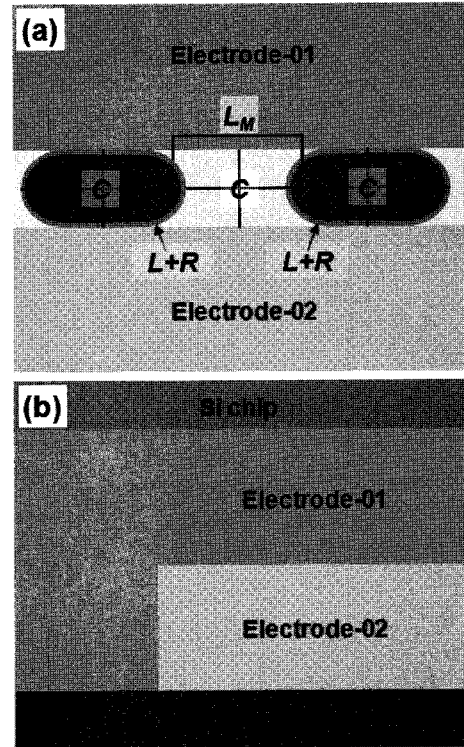 (a)
Electrode-01
L_M
C
C
C
L+R
L+R
Electrode-02
(b)
Si chip
Electrode-01
Electrode-02